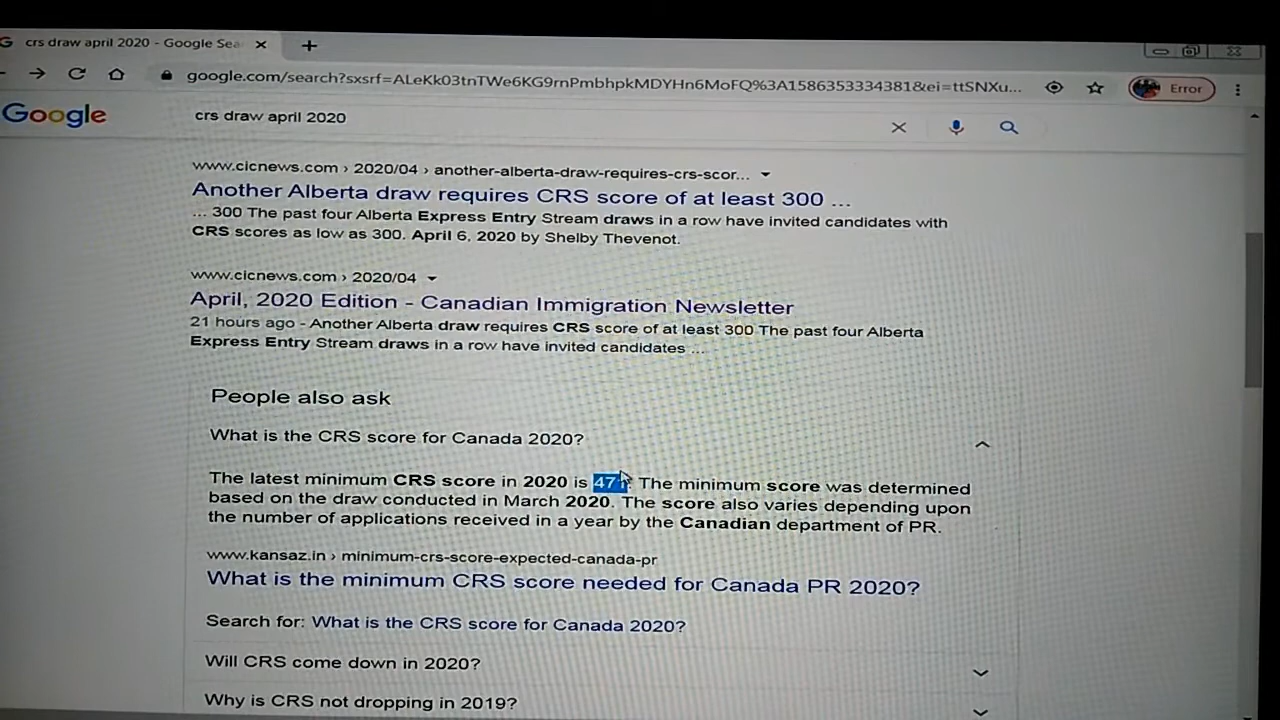 crs draw april 2020 - Google Sea
google.com/search?sxsrf=ALeKk03tnTWe6KG9rnPmbhpkMDYHn6MoFQ%3A1586353334381&ei=ttSNXu...
Error
Google
crs draw april 2020
www.cicnews.com › 2020/04 › another-alberta-draw-requires-crs-scor...
Another Alberta draw requires CRS score of at least 300 ...
... 300 The past four Alberta Express Entry Stream draws in a row have invited candidates with
CRS scores as low as 300. April 6, 2020 by Shelby Thevenot.
www.cicnews.com › 2020/04
April, 2020 Edition - Canadian Immigration Newsletter
21 hours ago - Another Alberta draw requires CRS score of at least 300 The past four Alberta
Express Entry Stream draws in a row have invited candidates ...
People also ask
What is the CRS score for Canada 2020?
The latest minimum CRS score in 2020 is The minimum score was determined
based on the draw conducted in March 2020. The score also varies depending upon
the number of applications received in a year by the Canadian department of PR.
www.kansaz.in › minimum-crs-score-expected-canada-pr
What is the minimum CRS score needed for Canada PR 2020?
Search for: What is the CRS score for Canada 2020?
Will CRS come down in 2020?
Why is CRS not dropping in 2019?